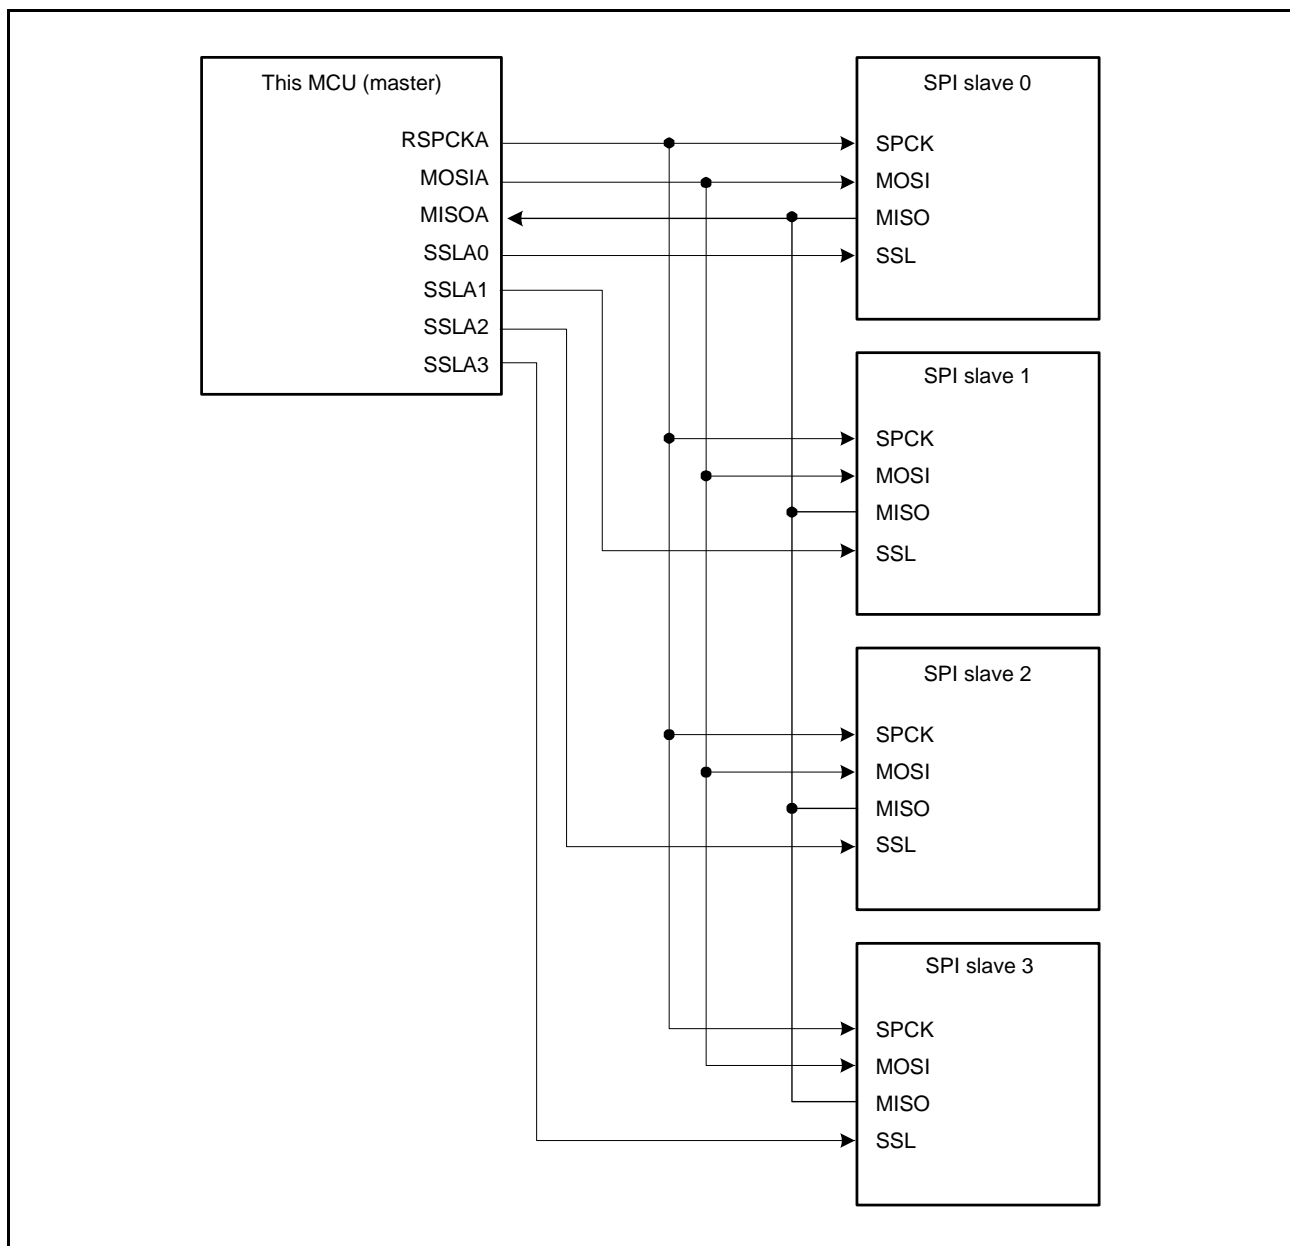 This MCU (master)
RSPCKA
MOSIA
MISOA
SSLA0
SSLA1
SSLA2
SSLA3
SPI slave 0
SPCK
MOSI
MISO
SSL
SPI slave 1
SPCK
MOSI
MISO
SSL
SPI slave 2
SPCK
MOSI
MISO
SSL
SPI slave 3
SPCK
MOSI
MISO
SSL